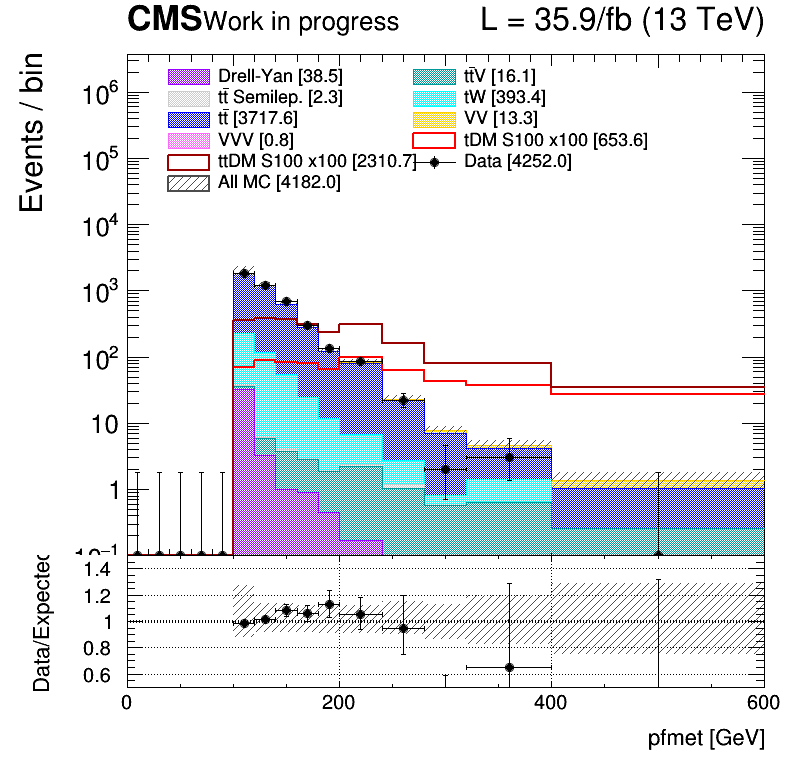 CMS Work in progress L = 35.9/fb (13 TeV)
Events / bin
Drell-Yan [38.5] tt̄V [16.1]
tt̄ Semilep. [2.3] tW [393.4]
tt̄ [3717.6] VV [13.3]
VVV [0.8] tDM S100 x100 [653.6]
ttDM S100 x100 [2310.7] Data [4252.0]
All MC [4182.0]
10⁶
10⁵
10⁴
10³
10²
10
1
10⁻¹
Data/Expected
1.4
1.2
1
0.8
0.6
0 200 400 600
pfmet [GeV]